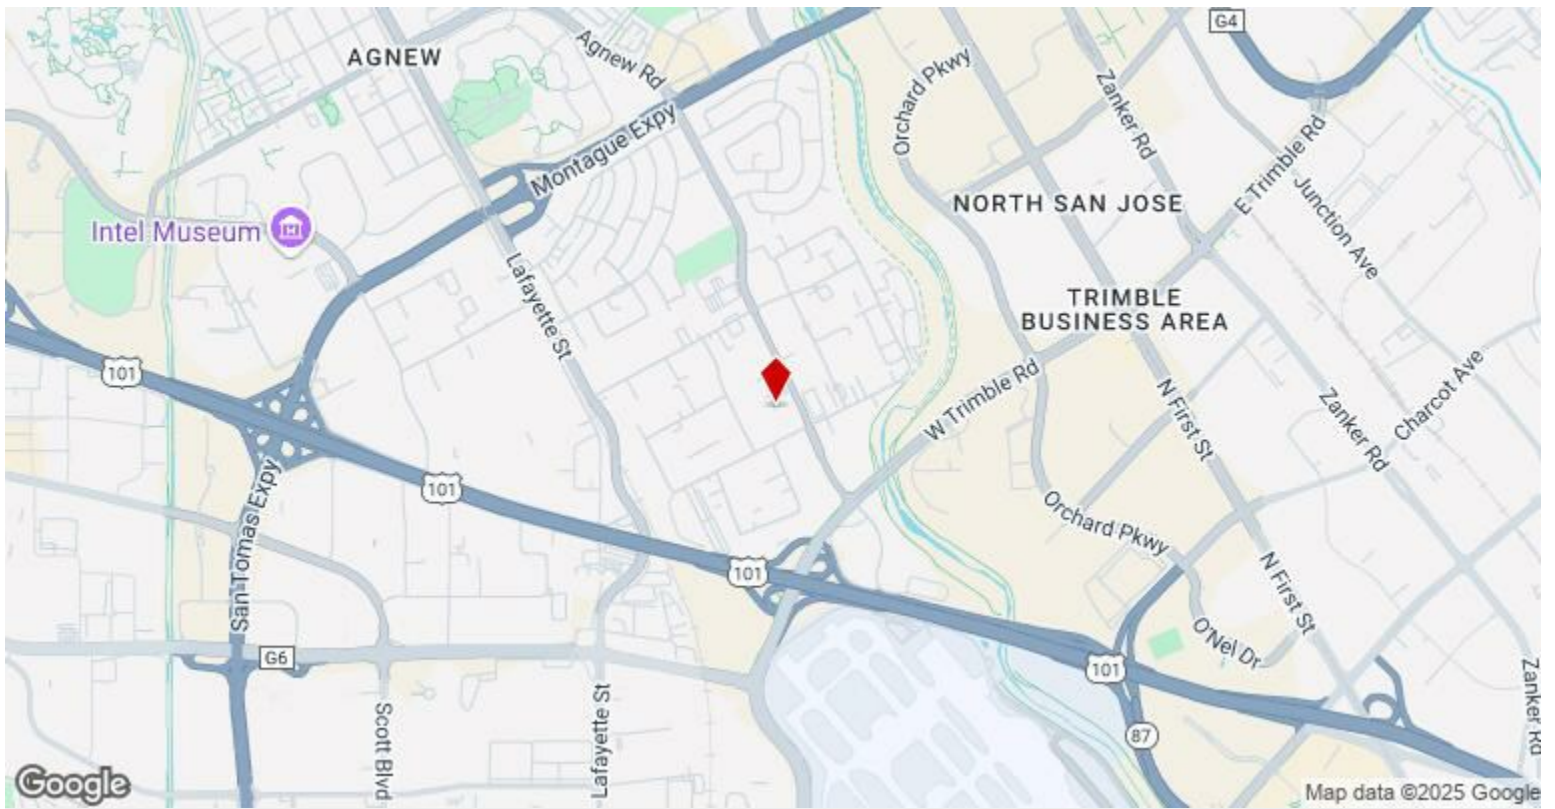 G4
AGNEW
Agnew Rd
Orchard Pkwy
Zanker Rd
Montague Expy
E Trimble Rd
Junction Ave
NORTH SAN JOSE
Intel Museum
Lafayette St
TRIMBLE
BUSINESS AREA
101
W Trimble Rd
N First St
Zanker Rd
Charcot Ave
101
San Tomas Expy
Orchard Pkwy
101
N First St
O'Nel Dr
G6
101
Zanker Rd
Scott Blvd
Lafayette St
87
Google
Map data ©2025 Google